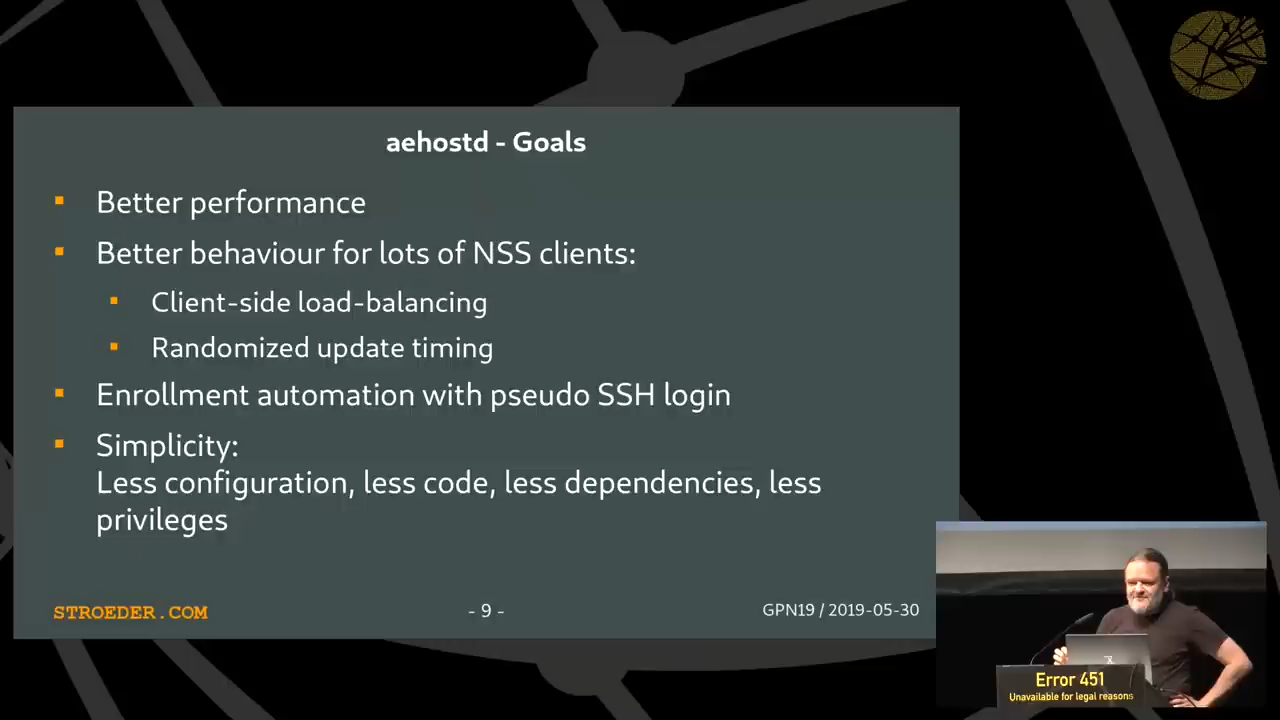 aehostd - Goals
Better performance
Better behaviour for lots of NSS clients:
Client-side load-balancing
Randomized update timing
Enrollment automation with pseudo SSH login
Simplicity:
Less configuration, less code, less dependencies, less
privileges
STROEDER.COM
- 9 -
GPN19 / 2019-05-30
Error 451
Unavailable for legal reasons